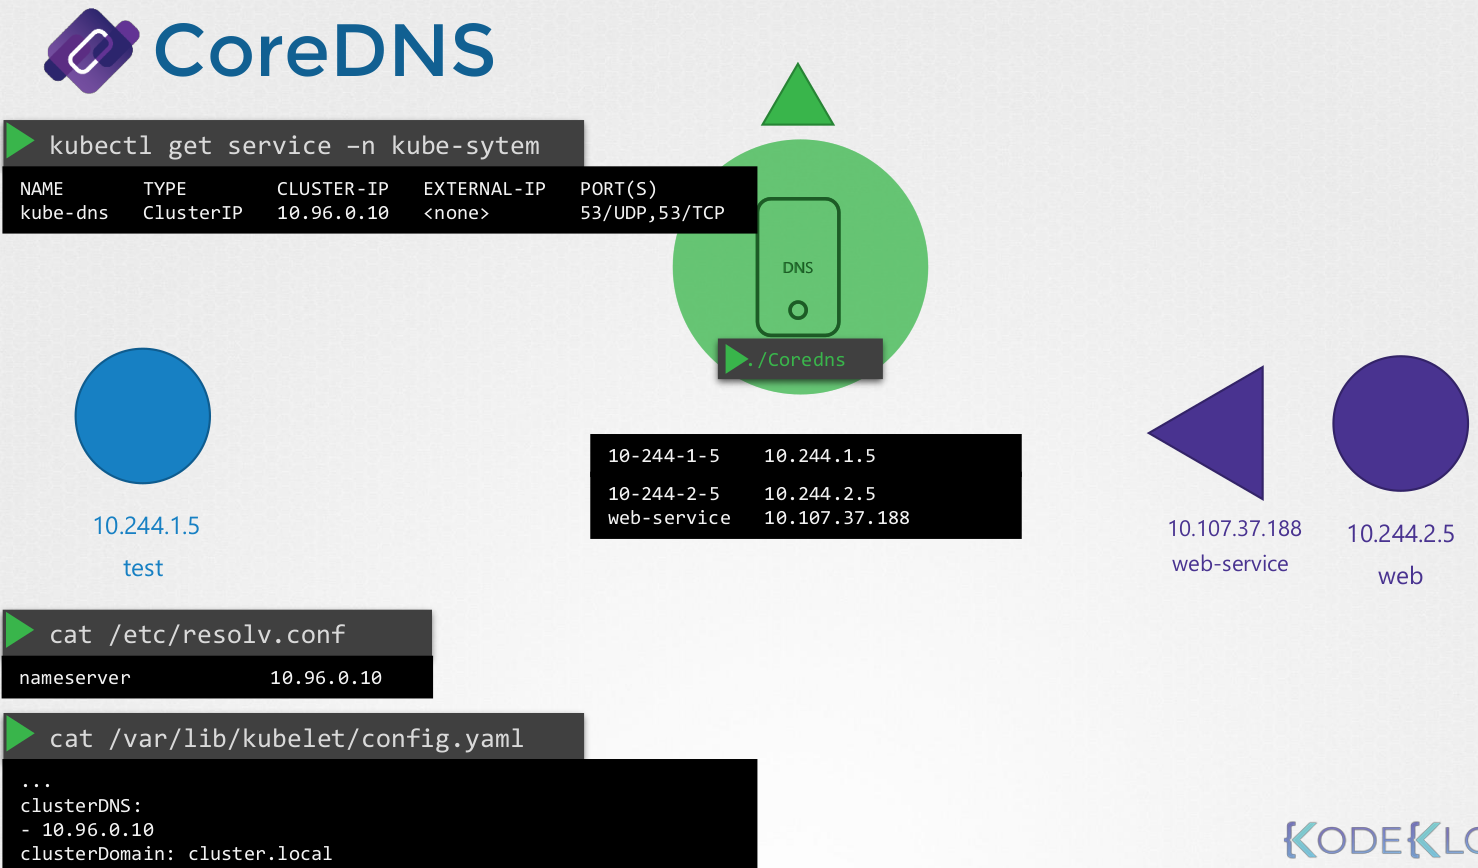 CoreDNS
kubectl get service –n kube-sytem
NAME TYPE CLUSTER-IP EXTERNAL-IP PORT(S)
kube-dns ClusterIP 10.96.0.10 <none> 53/UDP,53/TCP
DNS
./Coredns
10-244-1-5 10.244.1.5
10-244-2-5 10.244.2.5
web-service 10.107.37.188
10.244.1.5
test
10.107.37.188
web-service
10.244.2.5
web
cat /etc/resolv.conf
nameserver 10.96.0.10
cat /var/lib/kubelet/config.yaml
...
clusterDNS:
- 10.96.0.10
clusterDomain: cluster.local
KODEKLO